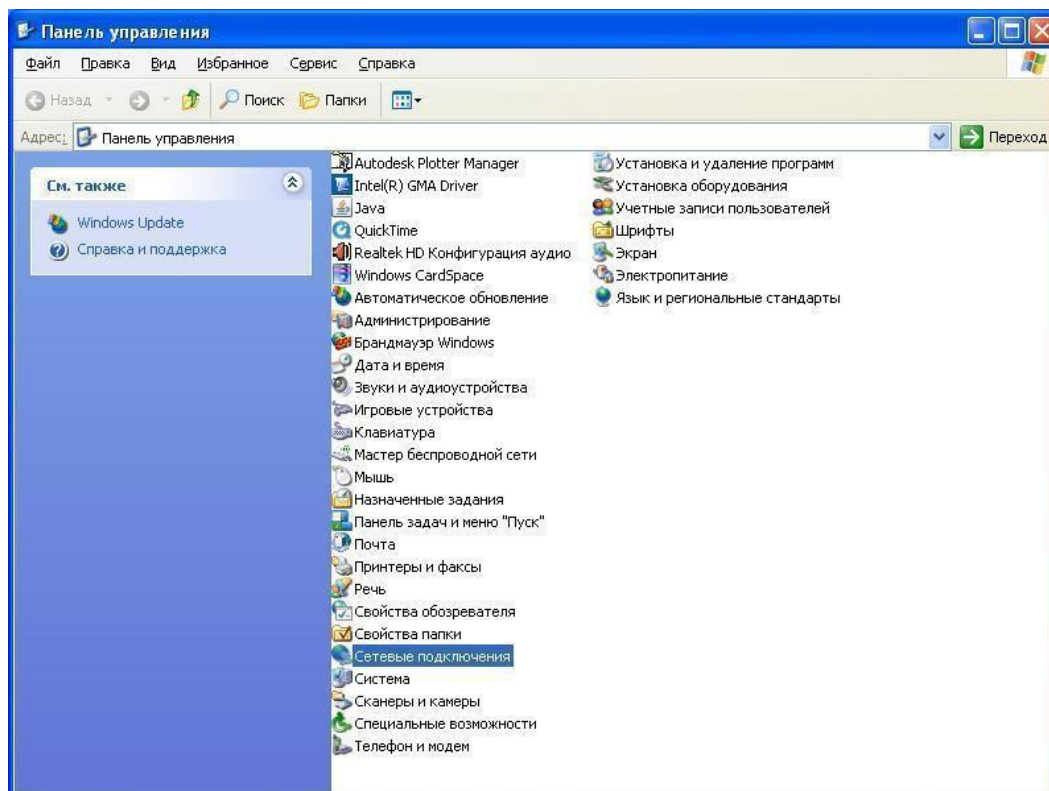 Панель управления
Файл Правка Вид Избранное Сервис Справка
Назад Поиск Папки
Адрес: Панель управления Переход
См. также
Windows Update
Справка и поддержка
Autodesk Plotter Manager
Intel(R) GMA Driver
Java
QuickTime
Realtek HD Конфигурация аудио
Windows CardSpace
Автоматическое обновление
Администрирование
Брандмауэр Windows
Дата и время
Звуки и аудиоустройства
Игровые устройства
Клавиатура
Мастер беспроводной сети
Мышь
Назначенные задания
Панель задач и меню "Пуск"
Почта
Принтеры и факсы
Речь
Свойства обозревателя
Свойства папки
Сетевые подключения
Система
Сканеры и камеры
Специальные возможности
Телефон и модем
Установка и удаление программ
Установка оборудования
Учетные записи пользователей
Шрифты
Экран
Электропитание
Язык и региональные стандарты